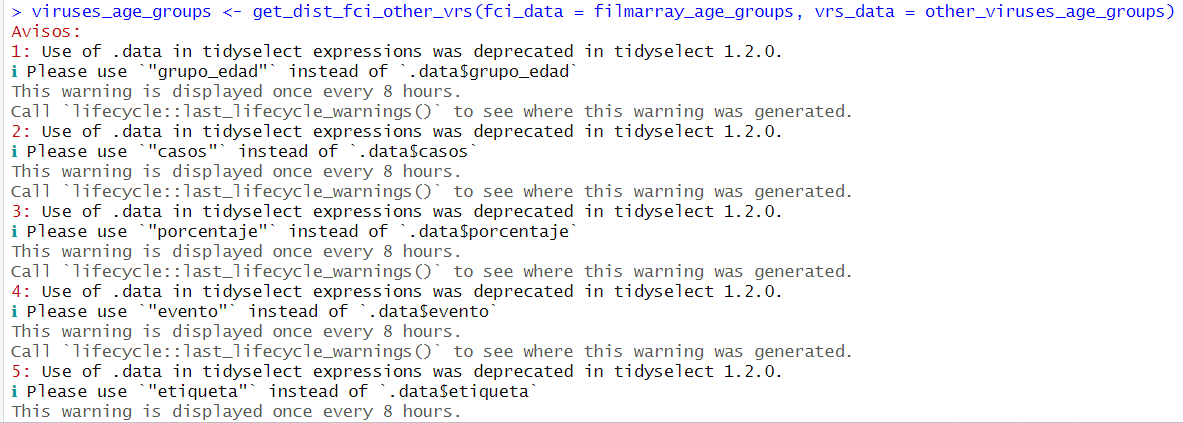 > viruses_age_groups <- get_dist_fci_other_vrs(fci_data = filmarray_age_groups, vrs_data = other_viruses_age_groups)
Avisos:
1: Use of .data in tidyselect expressions was deprecated in tidyselect 1.2.0.
ℹ Please use `"grupo_edad"` instead of `.data$grupo_edad`
This warning is displayed once every 8 hours.
Call `lifecycle::last_lifecycle_warnings()` to see where this warning was generated.
2: Use of .data in tidyselect expressions was deprecated in tidyselect 1.2.0.
ℹ Please use `"casos"` instead of `.data$casos`
This warning is displayed once every 8 hours.
Call `lifecycle::last_lifecycle_warnings()` to see where this warning was generated.
3: Use of .data in tidyselect expressions was deprecated in tidyselect 1.2.0.
ℹ Please use `"porcentaje"` instead of `.data$porcentaje`
This warning is displayed once every 8 hours.
Call `lifecycle::last_lifecycle_warnings()` to see where this warning was generated.
4: Use of .data in tidyselect expressions was deprecated in tidyselect 1.2.0.
ℹ Please use `"evento"` instead of `.data$evento`
This warning is displayed once every 8 hours.
Call `lifecycle::last_lifecycle_warnings()` to see where this warning was generated.
5: Use of .data in tidyselect expressions was deprecated in tidyselect 1.2.0.
ℹ Please use `"etiqueta"` instead of `.data$etiqueta`
This warning is displayed once every 8 hours.